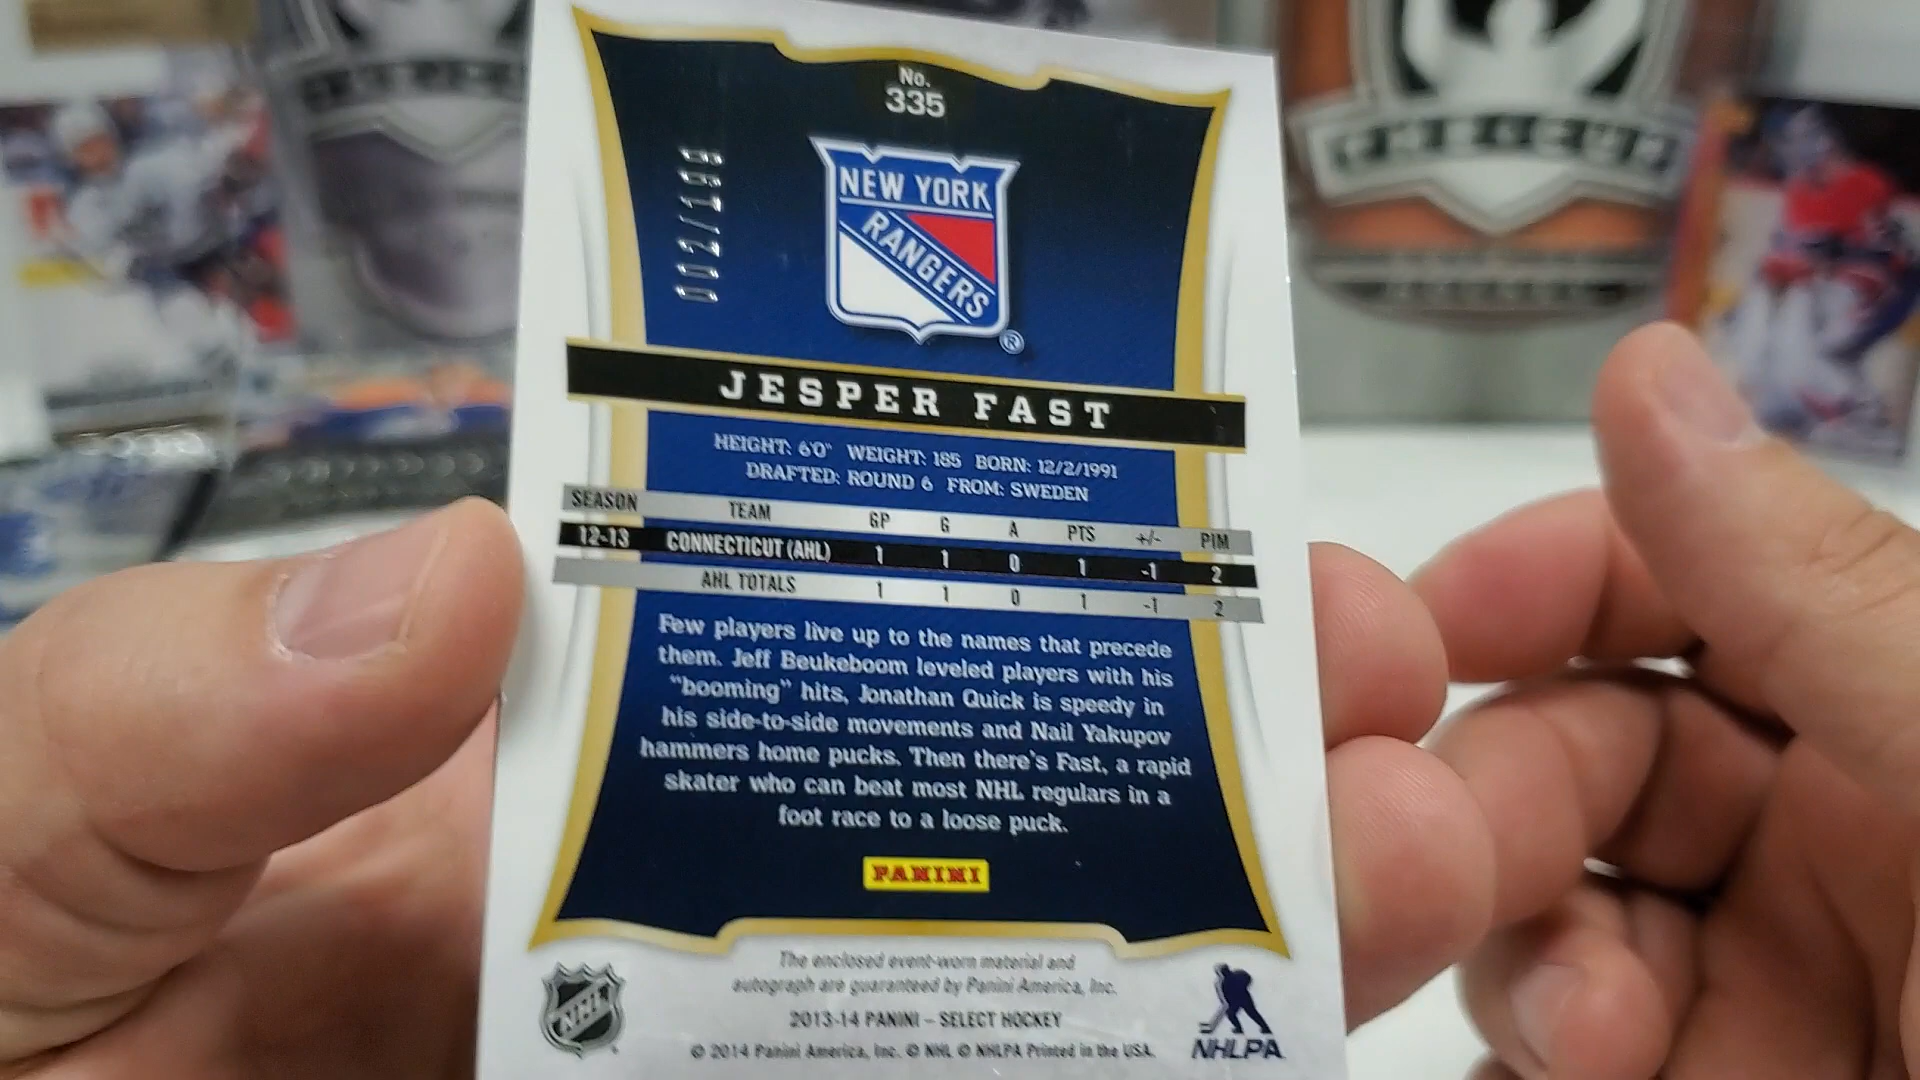 No.
335
002/199
NEW YORK
RANGERS
®
JESPER FAST
HEIGHT: 6'0" WEIGHT: 185 BORN: 12/2/1991
DRAFTED: ROUND 6 FROM: SWEDEN
SEASON TEAM GP G A PTS +/- PIM
12-13 CONNECTICUT (AHL) 1 1 0 1 -1 2
AHL TOTALS 1 1 0 1 -1 2
Few players live up to the names that precede
them. Jeff Beukeboom leveled players with his
"booming" hits, Jonathan Quick is speedy in
his side-to-side movements and Nail Yakupov
hammers home pucks. Then there's Fast, a rapid
skater who can beat most NHL regulars in a
foot race to a loose puck.
PANINI
The enclosed event-worn material and
autograph are guaranteed by Panini America, Inc.
2013-14 PANINI – SELECT HOCKEY
© 2014 Panini America, Inc. © NHL © NHLPA Printed in the USA.
NHL
NHLPA